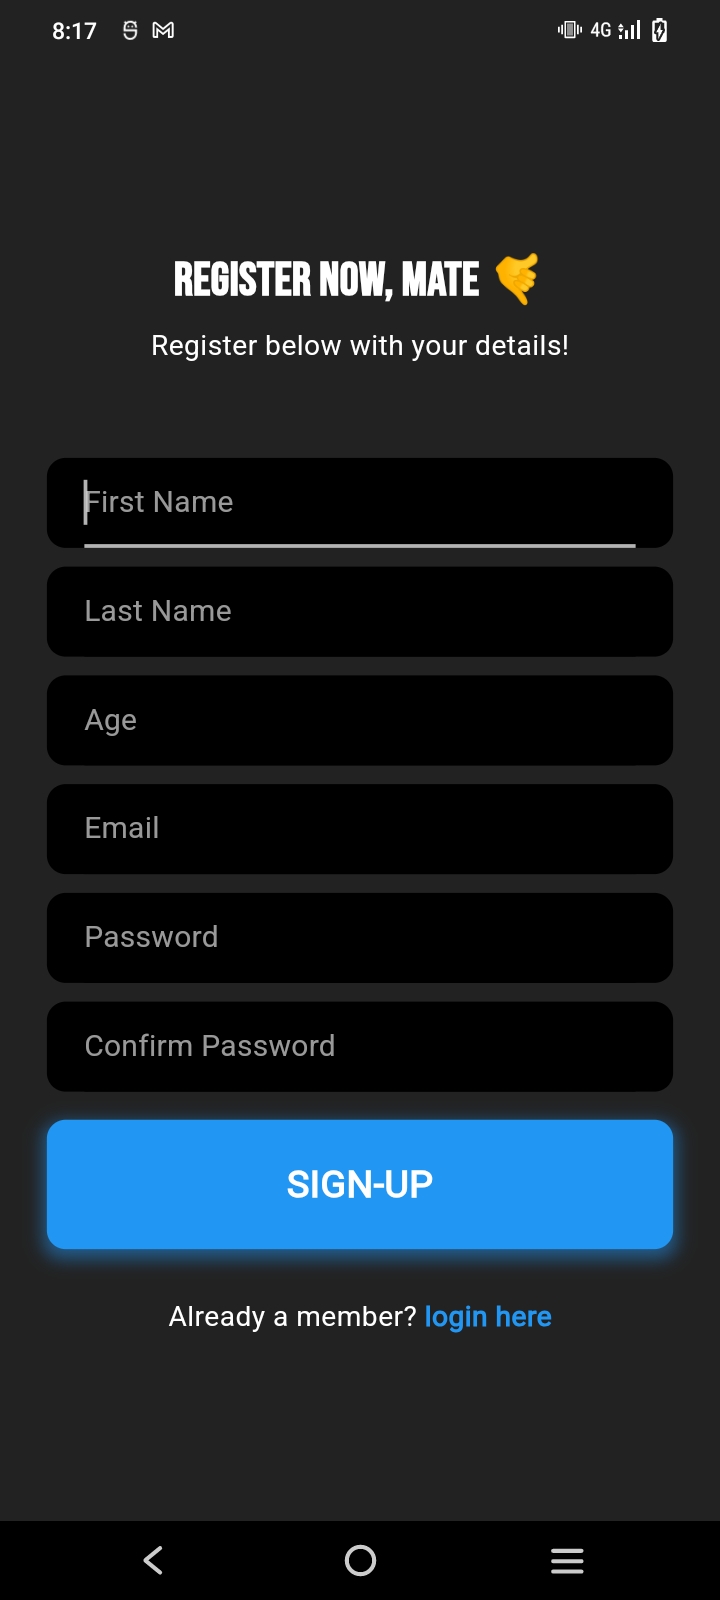 8:17
4G
REGISTER NOW, MATE 🤙
Register below with your details!
First Name
Last Name
Age
Email
Password
Confirm Password
SIGN-UP
Already a member? login here